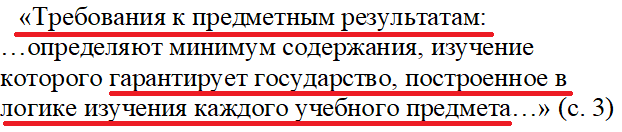 «Требования к предметным результатам:
…определяют минимум содержания, изучение
которого гарантирует государство, построенное в
логике изучения каждого учебного предмета…» (с. 3)